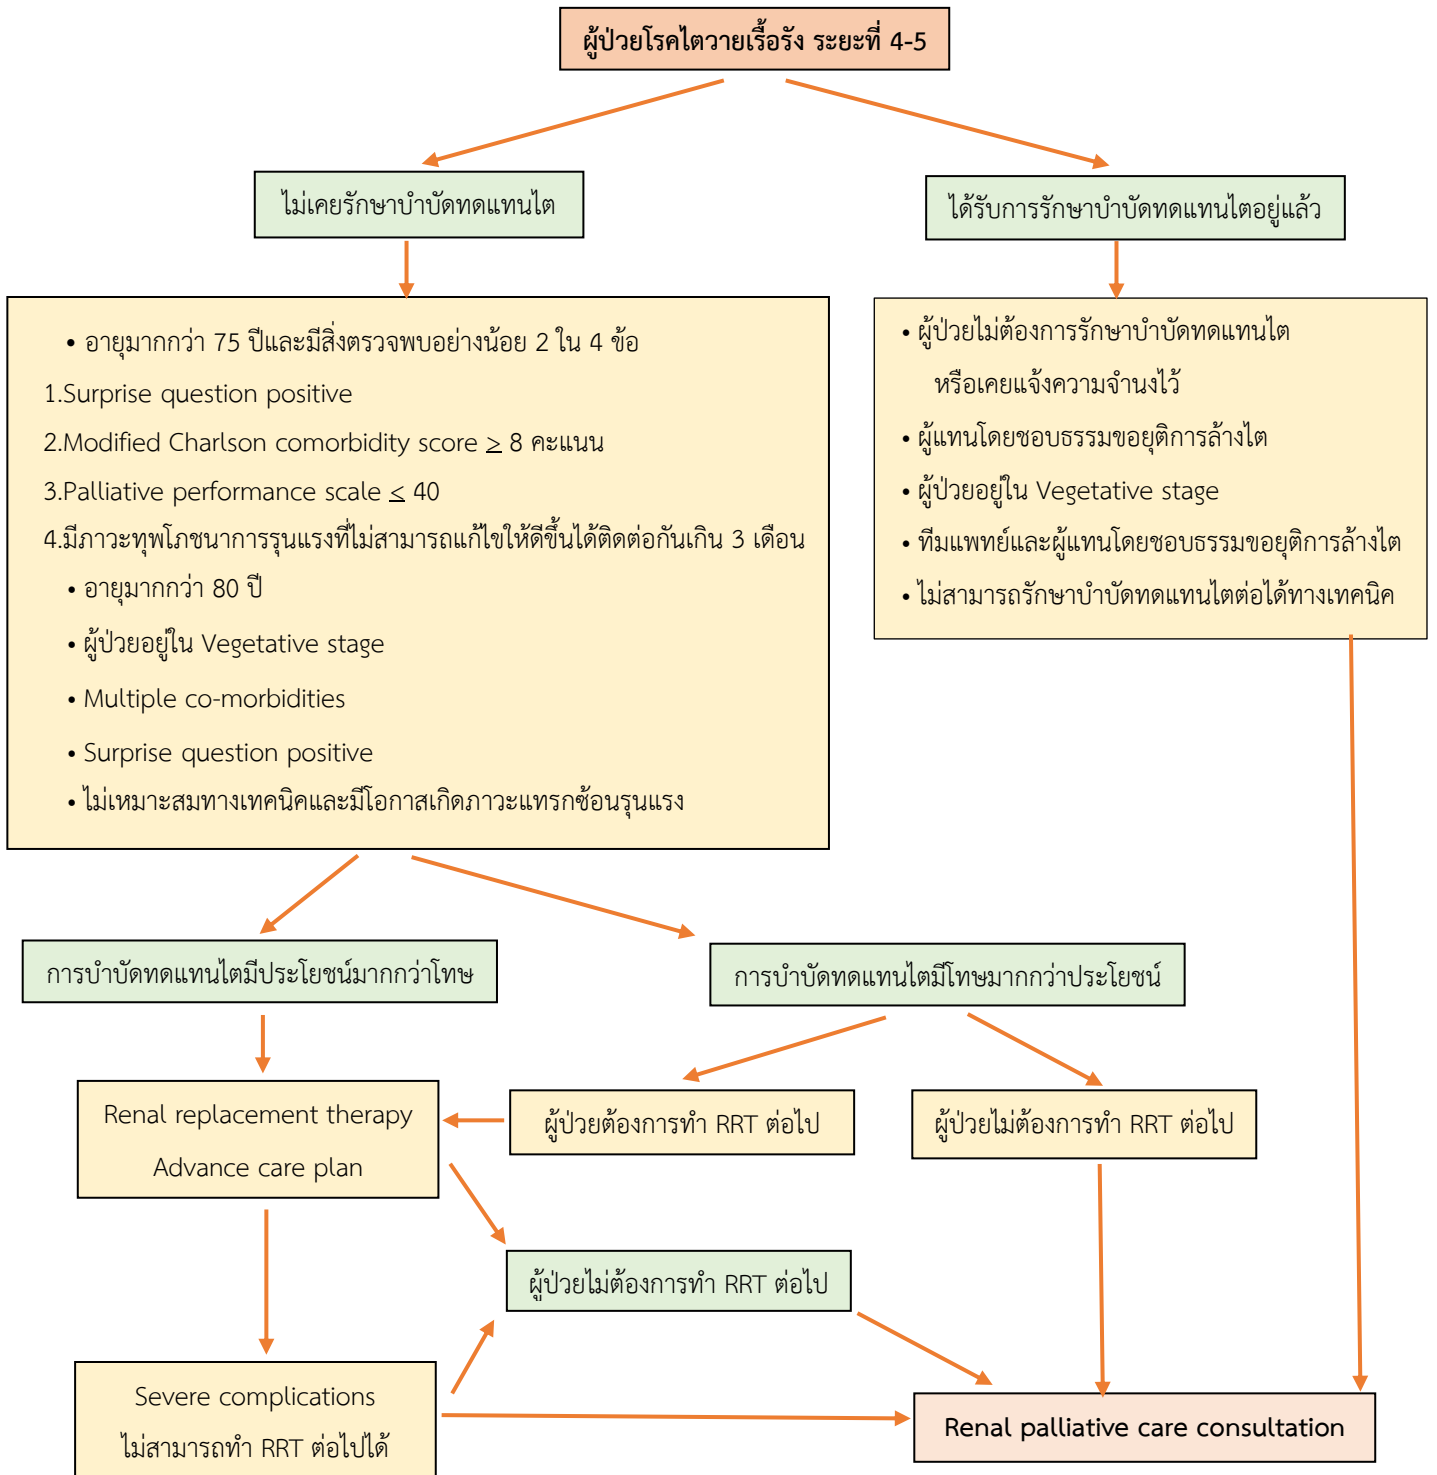 ผู้ป่วยโรคไตวายเรื้อรัง ระยะที่ 4-5
ไม่เคยรักษาบำบัดทดแทนไต
ได้รับการรักษาบำบัดทดแทนไตอยู่แล้ว
• อายุมากกว่า 75 ปีและมีสิ่งตรวจพบอย่างน้อย 2 ใน 4 ข้อ
1.Surprise question positive
2.Modified Charlson comorbidity score ≥ 8 คะแนน
3.Palliative performance scale ≤ 40
4.มีภาวะทุพโภชนาการรุนแรงที่ไม่สามารถแก้ไขให้ดีขึ้นได้ติดต่อกันเกิน 3 เดือน
• อายุมากกว่า 80 ปี
• ผู้ป่วยอยู่ใน Vegetative stage
• Multiple co-morbidities
• Surprise question positive
• ไม่เหมาะสมทางเทคนิคและมีโอกาสเกิดภาวะแทรกซ้อนรุนแรง
• ผู้ป่วยไม่ต้องการรักษาบำบัดทดแทนไต
หรือเคยแจ้งความจำนงไว้
• ผู้แทนโดยชอบธรรมขอยุติการล้างไต
• ผู้ป่วยอยู่ใน Vegetative stage
• ทีมแพทย์และผู้แทนโดยชอบธรรมขอยุติการล้างไต
• ไม่สามารถรักษาบำบัดทดแทนไตต่อได้ทางเทคนิค
การบำบัดทดแทนไตมีประโยชน์มากกว่าโทษ
การบำบัดทดแทนไตมีโทษมากกว่าประโยชน์
Renal replacement therapy
Advance care plan
ผู้ป่วยต้องการทำ RRT ต่อไป
ผู้ป่วยไม่ต้องการทำ RRT ต่อไป
ผู้ป่วยไม่ต้องการทำ RRT ต่อไป
Severe complications
ไม่สามารถทำ RRT ต่อไปได้
Renal palliative care consultation